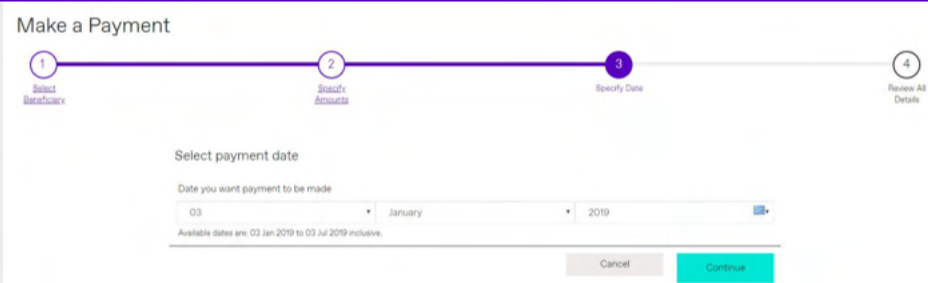 Make a Payment
1
2
3
4
Select
Beneficiary
Specify
Amounts
Specify Date
Review All
Details
Select payment date
Date you want payment to be made
03 January 2019
Available dates are: 03 Jan 2019 to 03 Jul 2019 inclusive.
Cancel Continue